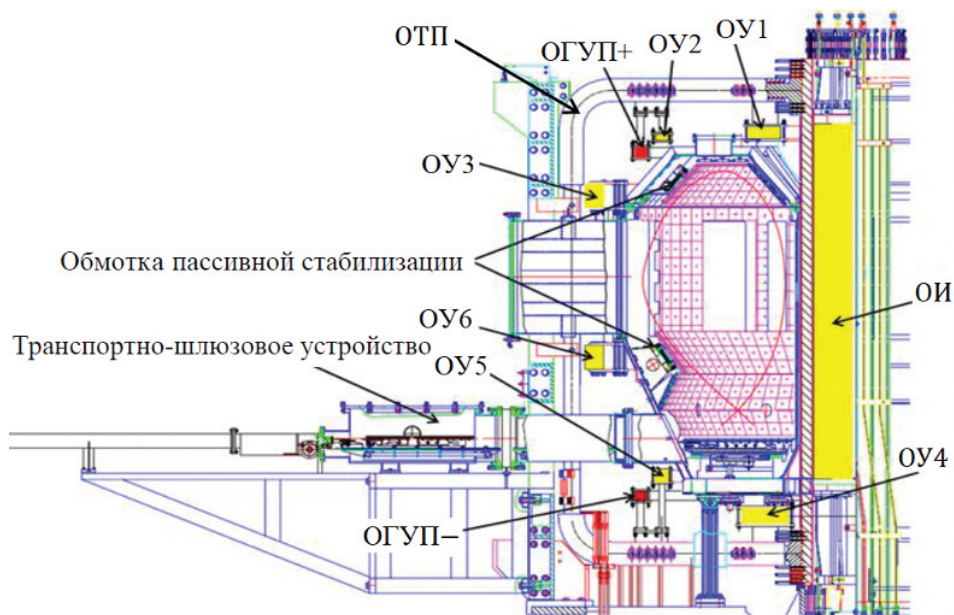 ОТП
ОГУП+
ОУ2
ОУ1
ОУ3
Обмотка пассивной стабилизации
ОИ
ОУ6
Транспортно-шлюзовое устройство
ОУ5
ОУ4
ОГУП−